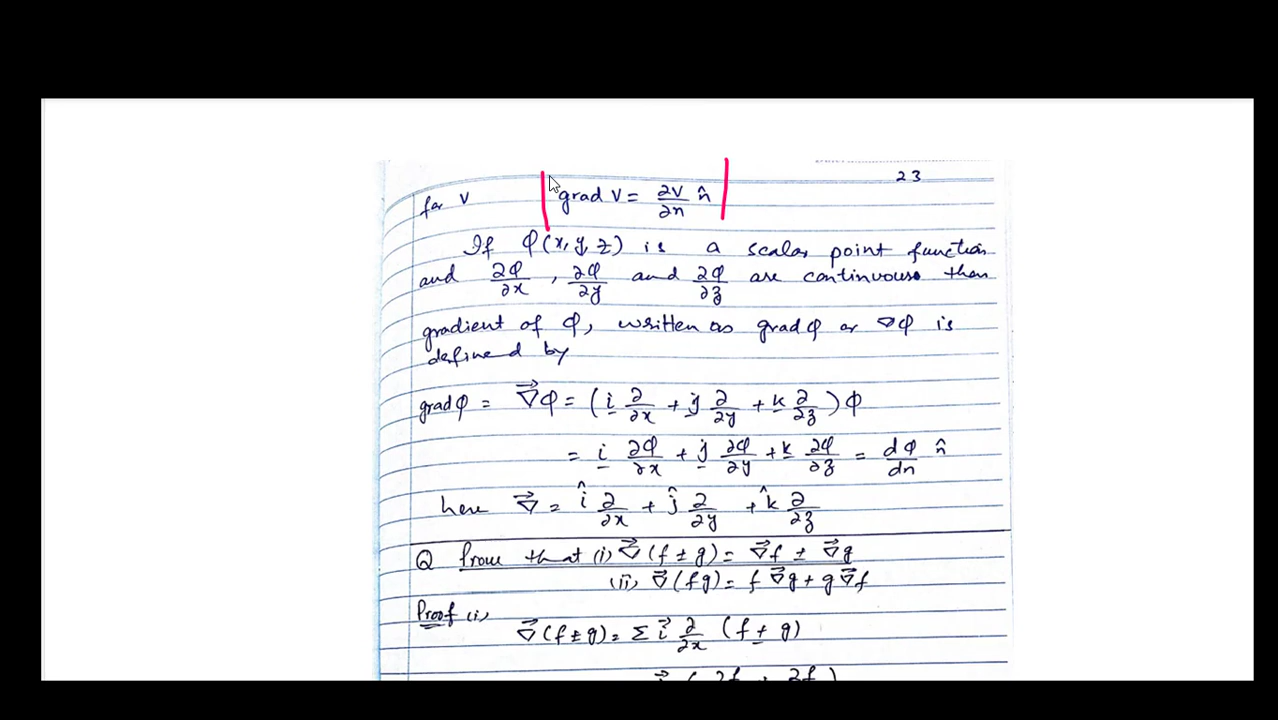 23
for V grad V = ∂V/∂n n̂
If φ(x, y, z) is a scalar point function
and ∂φ/∂x , ∂φ/∂y and ∂φ/∂z are continuous then
gradient of φ, written as grad φ or ∇φ is
defined by
grad φ = ∇⃗φ = (i ∂/∂x + j ∂/∂y + k ∂/∂z) φ
= i ∂φ/∂x + j ∂φ/∂y + k ∂φ/∂z = dφ/dn n̂
here ∇⃗ = î ∂/∂x + ĵ ∂/∂y + k̂ ∂/∂z
Q Prove that (i) ∇⃗(f ± g) = ∇⃗f ± ∇⃗g
(ii) ∇⃗(fg) = f ∇⃗g + g ∇⃗f
Proof (i)
∇⃗(f ± g) = Σ i⃗ ∂/∂x (f ± g)